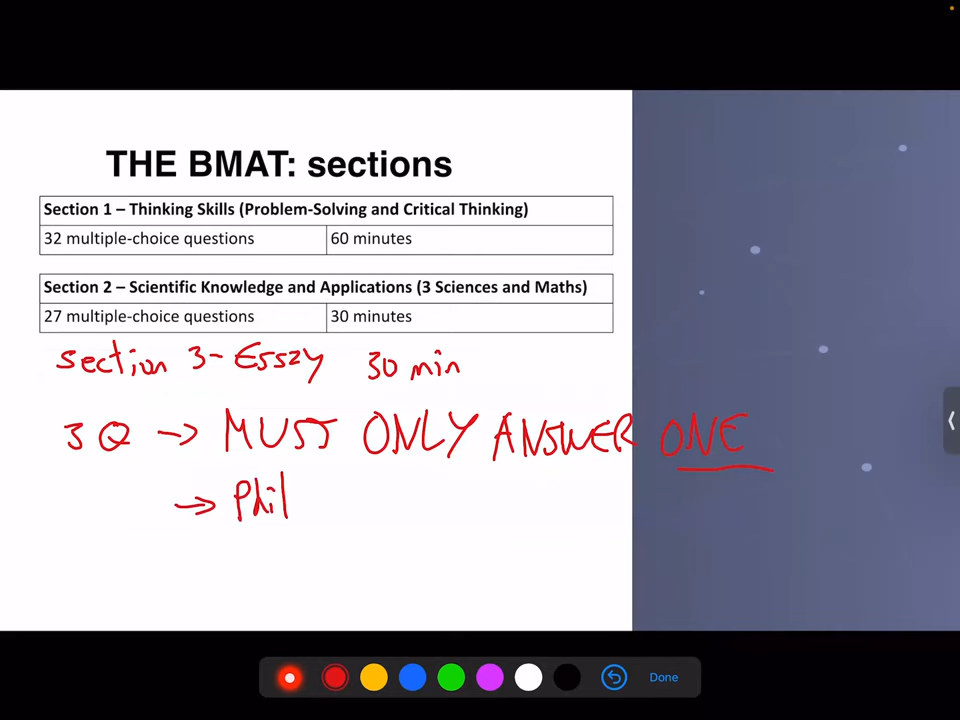 THE BMAT: sections
Section 1 – Thinking Skills (Problem-Solving and Critical Thinking)
32 multiple-choice questions 60 minutes
Section 2 – Scientific Knowledge and Applications (3 Sciences and Maths)
27 multiple-choice questions 30 minutes
Section 3 - Essay 30 min
3 Q → MUST ONLY ANSWER ONE
→ Phil
Done